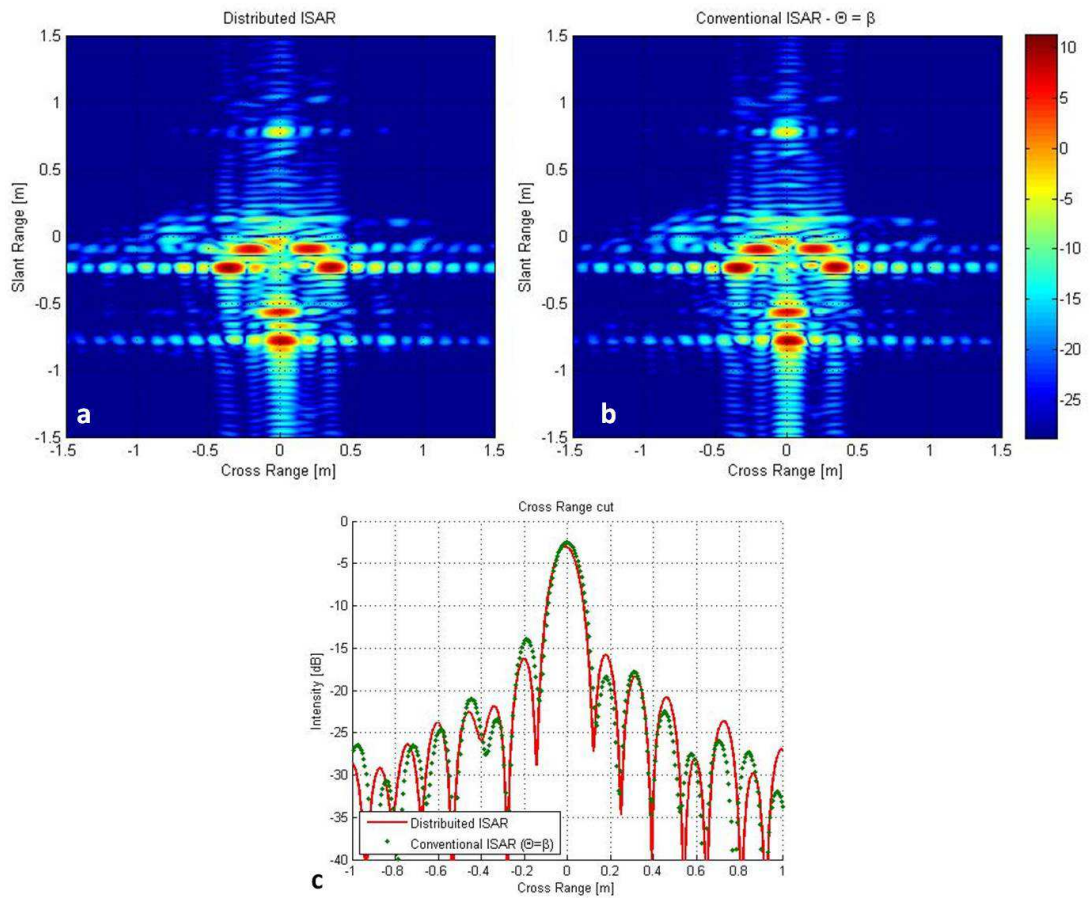 Distributed ISAR
Conventional ISAR - Θ = β
1.5
1
0.5
0
-0.5
-1
-1.5
Slant Range [m]
a
-1.5 -1 -0.5 0 0.5 1 1.5
Cross Range [m]
1.5
1
0.5
0
-0.5
-1
-1.5
Slant Range [m]
b
-1.5 -1 -0.5 0 0.5 1 1.5
Cross Range [m]
10
5
0
-5
-10
-15
-20
-25
Cross Range cut
0
-5
-10
-15
-20
-25
-30
-35
-40
Intensity [dB]
Distribuited ISAR
Conventional ISAR (Θ=β)
-1 -0.8 -0.6 -0.4 -0.2 0 0.2 0.4 0.6 0.8 1
Cross Range [m]
c